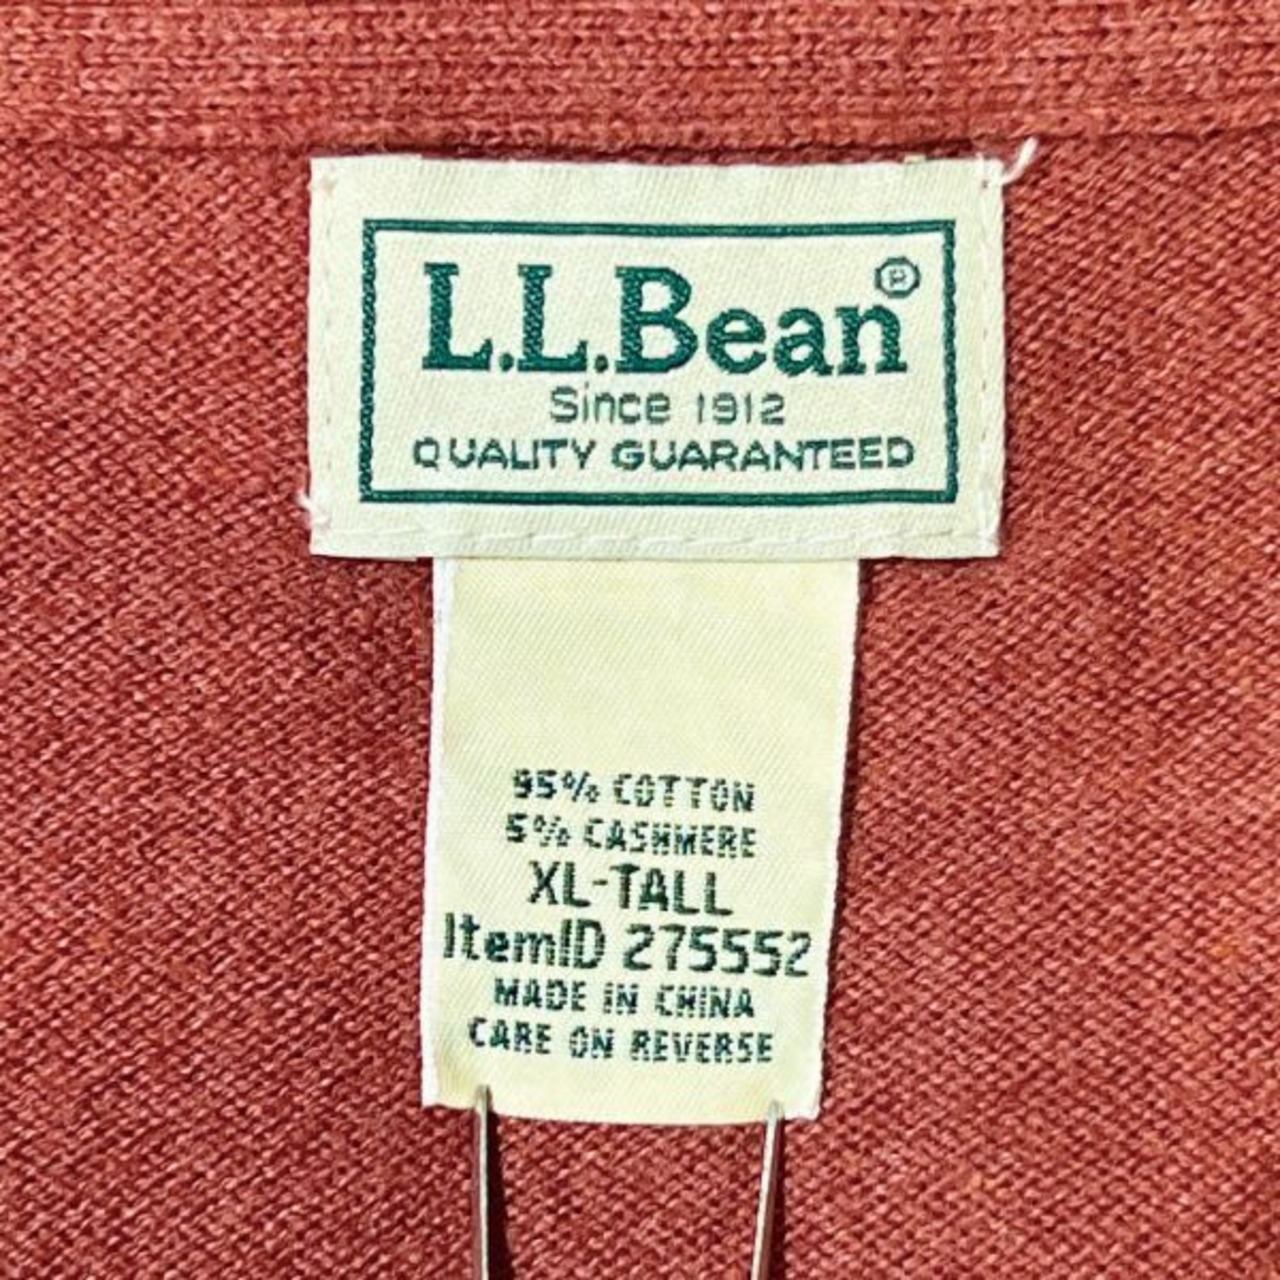 L.L.Bean®
Since 1912
QUALITY GUARANTEED
95% COTTON
5% CASHMERE
XL-TALL
ItemID 275552
MADE IN CHINA
CARE ON REVERSE